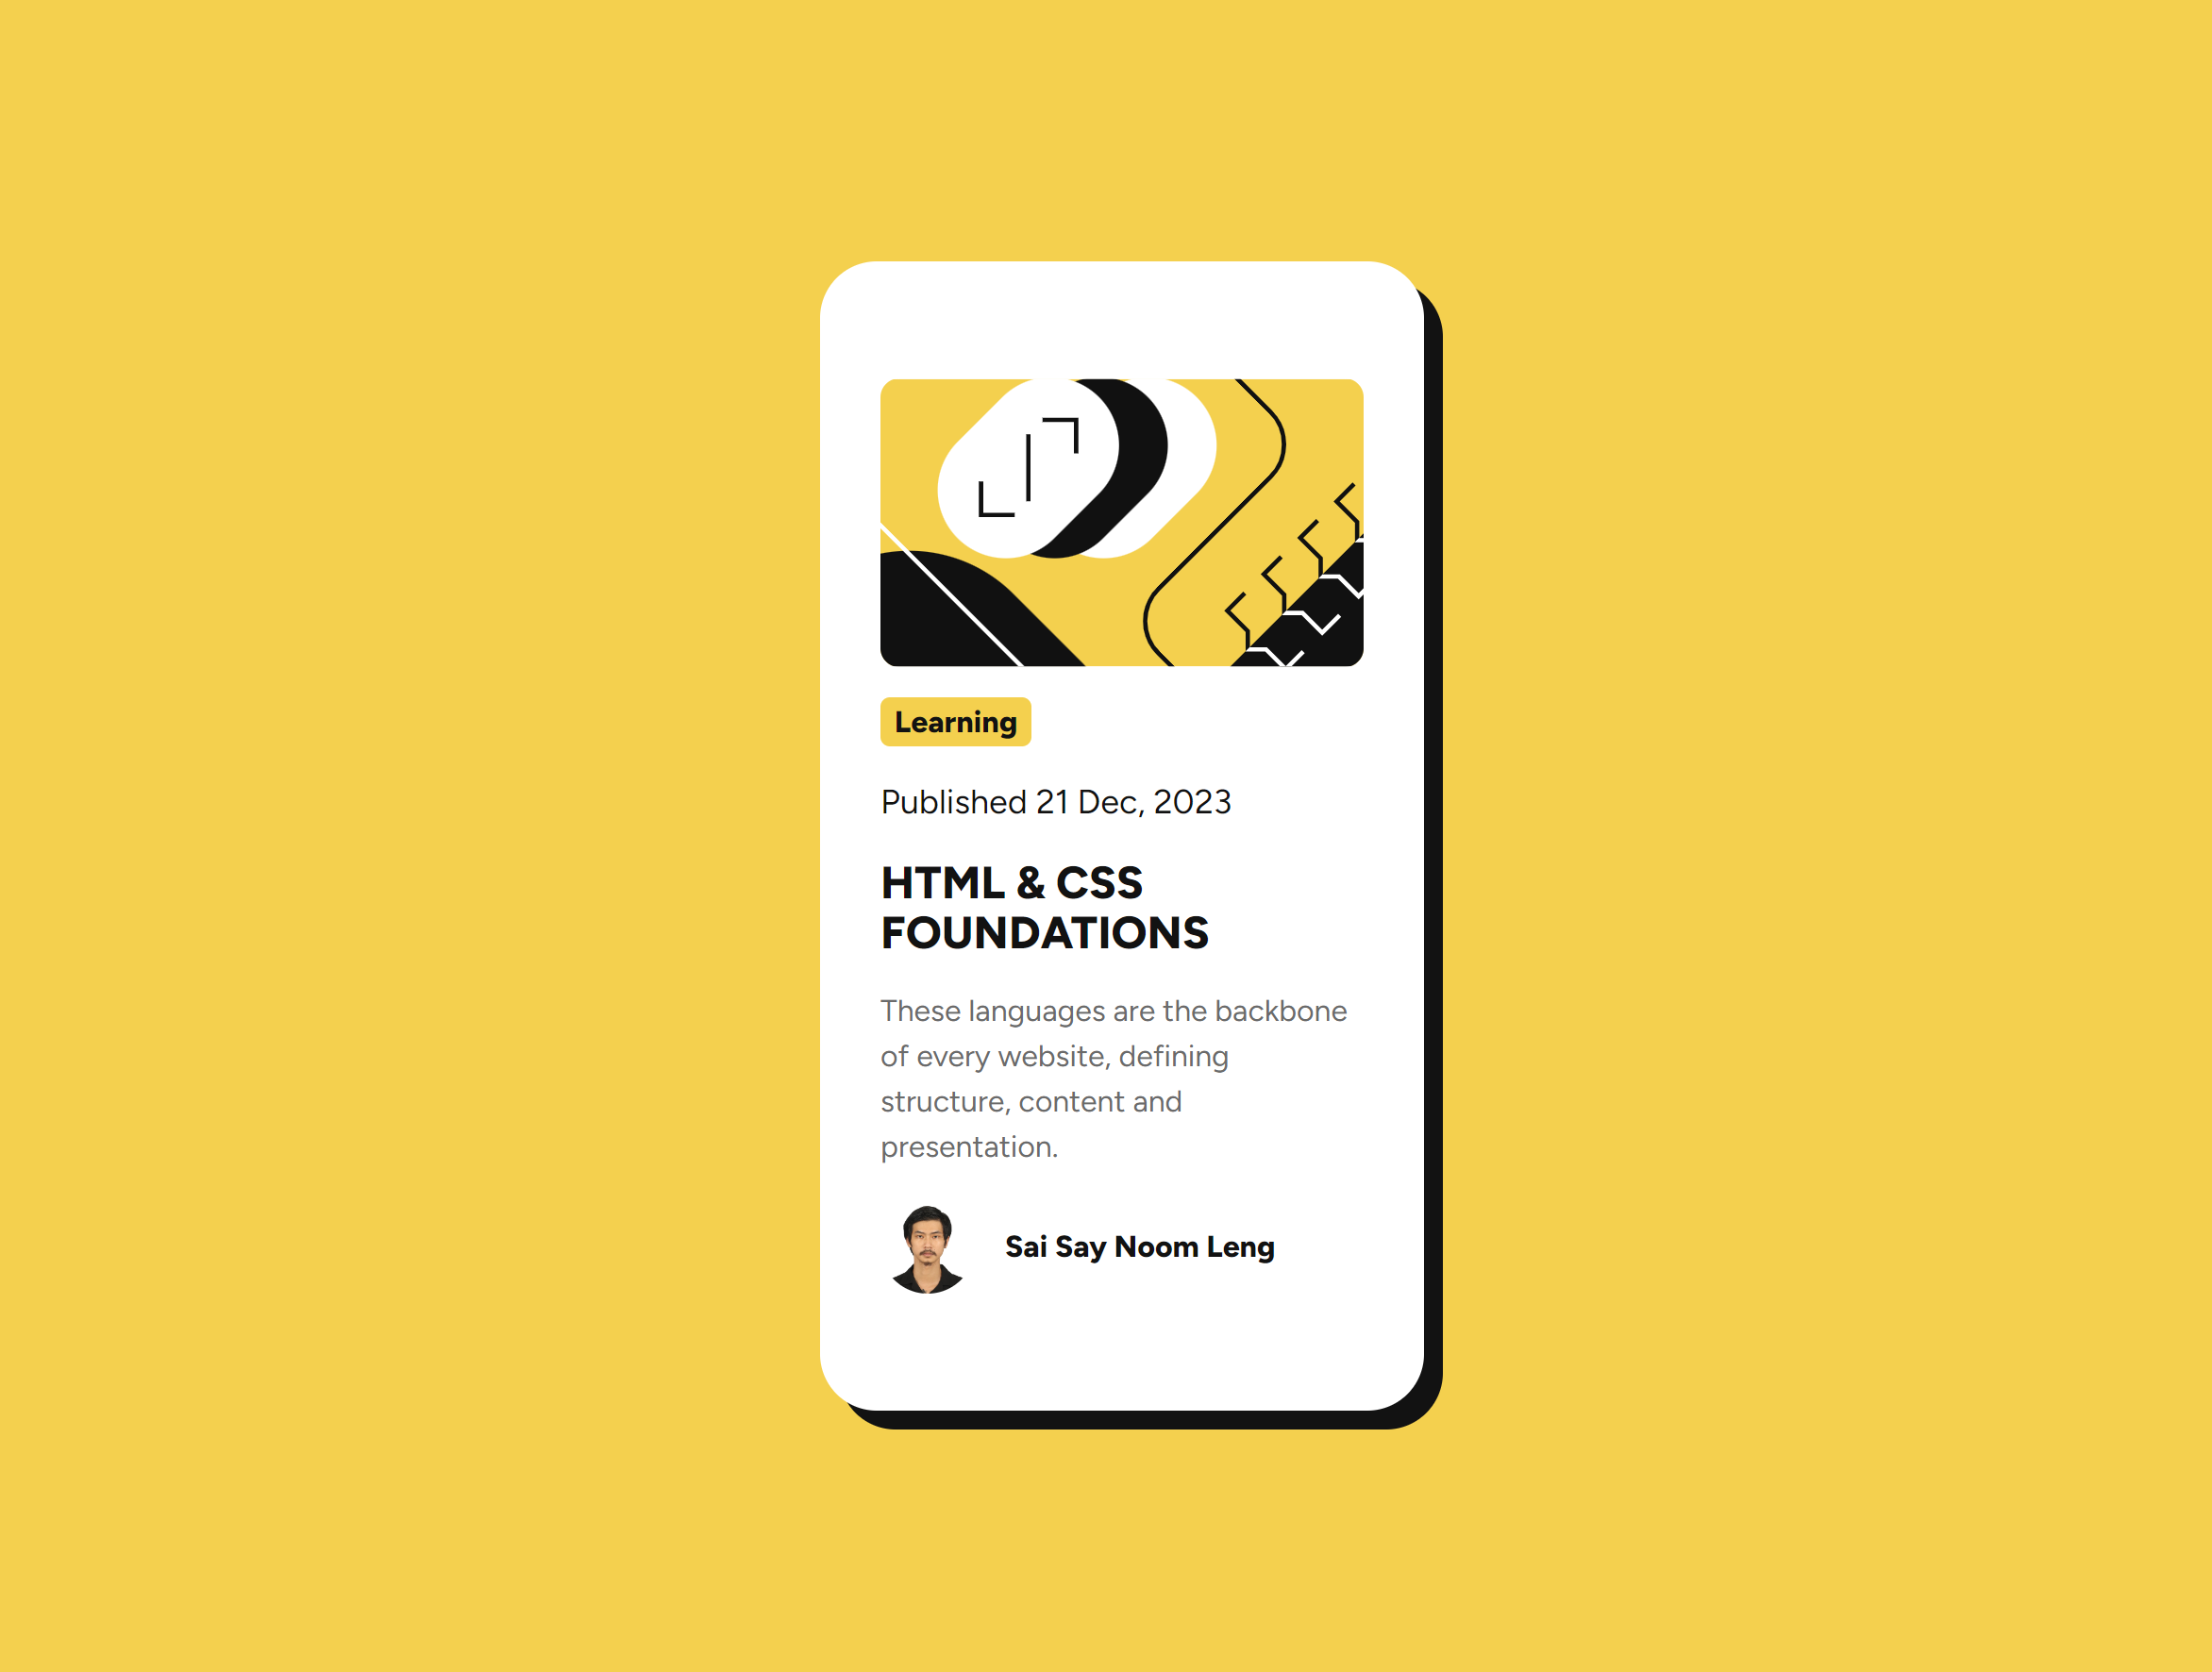 Learning
Published 21 Dec, 2023
HTML & CSS
FOUNDATIONS
These languages are the backbone
of every website, defining
structure, content and
presentation.
Sai Say Noom Leng